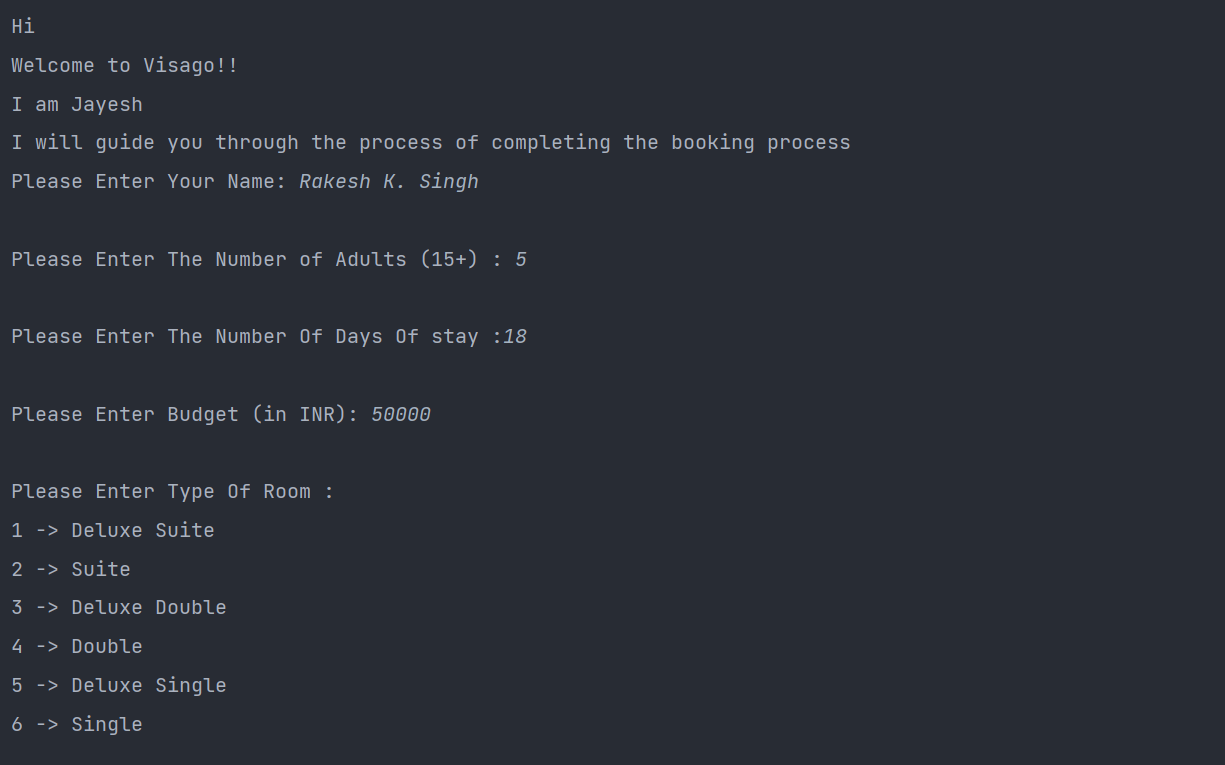 Hi
Welcome to Visago!!
I am Jayesh
I will guide you through the process of completing the booking process
Please Enter Your Name: Rakesh K. Singh
Please Enter The Number of Adults (15+) : 5
Please Enter The Number Of Days Of stay :18
Please Enter Budget (in INR): 50000
Please Enter Type Of Room :
1 -> Deluxe Suite
2 -> Suite
3 -> Deluxe Double
4 -> Double
5 -> Deluxe Single
6 -> Single